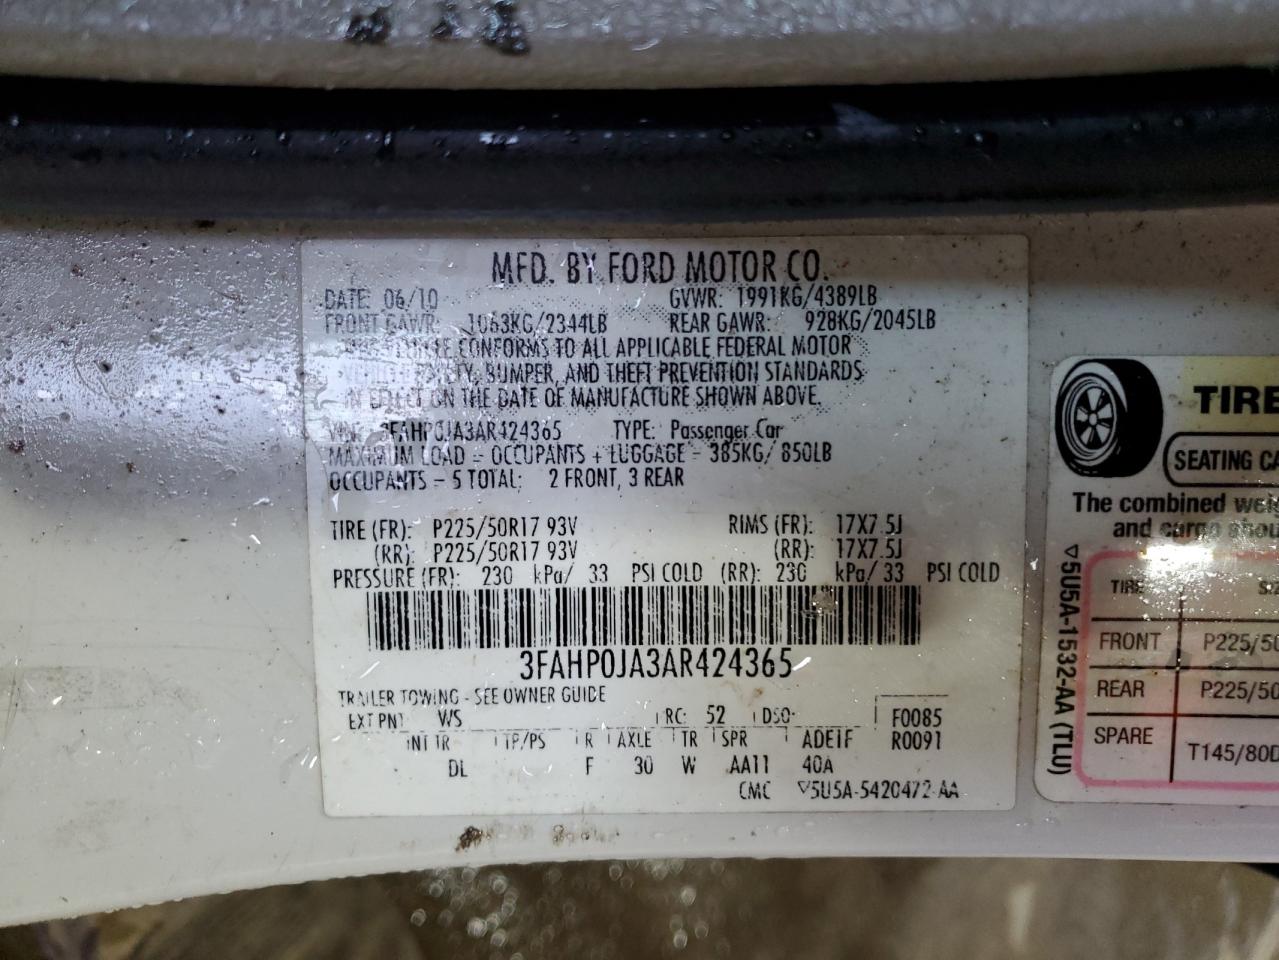 MFD. BY FORD MOTOR CO.
DATE: 06/10 GVWR: 1991KG/4389LB
FRONT GAWR: 1063KG/2344LB REAR GAWR: 928KG/2045LB
THIS VEHICLE CONFORMS TO ALL APPLICABLE FEDERAL MOTOR
VEHICLE SAFETY, BUMPER, AND THEFT PREVENTION STANDARDS
IN EFFECT ON THE DATE OF MANUFACTURE SHOWN ABOVE.
VIN: 3FAHP0JA3AR424365 TYPE: Passenger Car
MAXIMUM LOAD = OCCUPANTS + LUGGAGE = 385KG/ 850LB
OCCUPANTS - 5 TOTAL: 2 FRONT, 3 REAR
TIRE (FR): P225/50R17 93V RIMS (FR): 17X7.5J
(RR): P225/50R17 93V (RR): 17X7.5J
PRESSURE (FR): 230 kPa/ 33 PSI COLD (RR): 230 kPa/ 33 PSI COLD
3FAHP0JA3AR424365
TRAILER TOWING - SEE OWNER GUIDE
EXT PNT WS RC: 52 DSO: F0085
INT TR TP/PS R AXLE TR SPR ADEIF R0091
DL F 30 W AA11 40A
CMC ▽5U5A-5420472-AA
TIRE
SEATING CA
The combined wei
and cargo shou
TIRE
FRONT P225/50
REAR P225/50
SPARE T145/80D
▽5U5A-1532-AA (TLU)